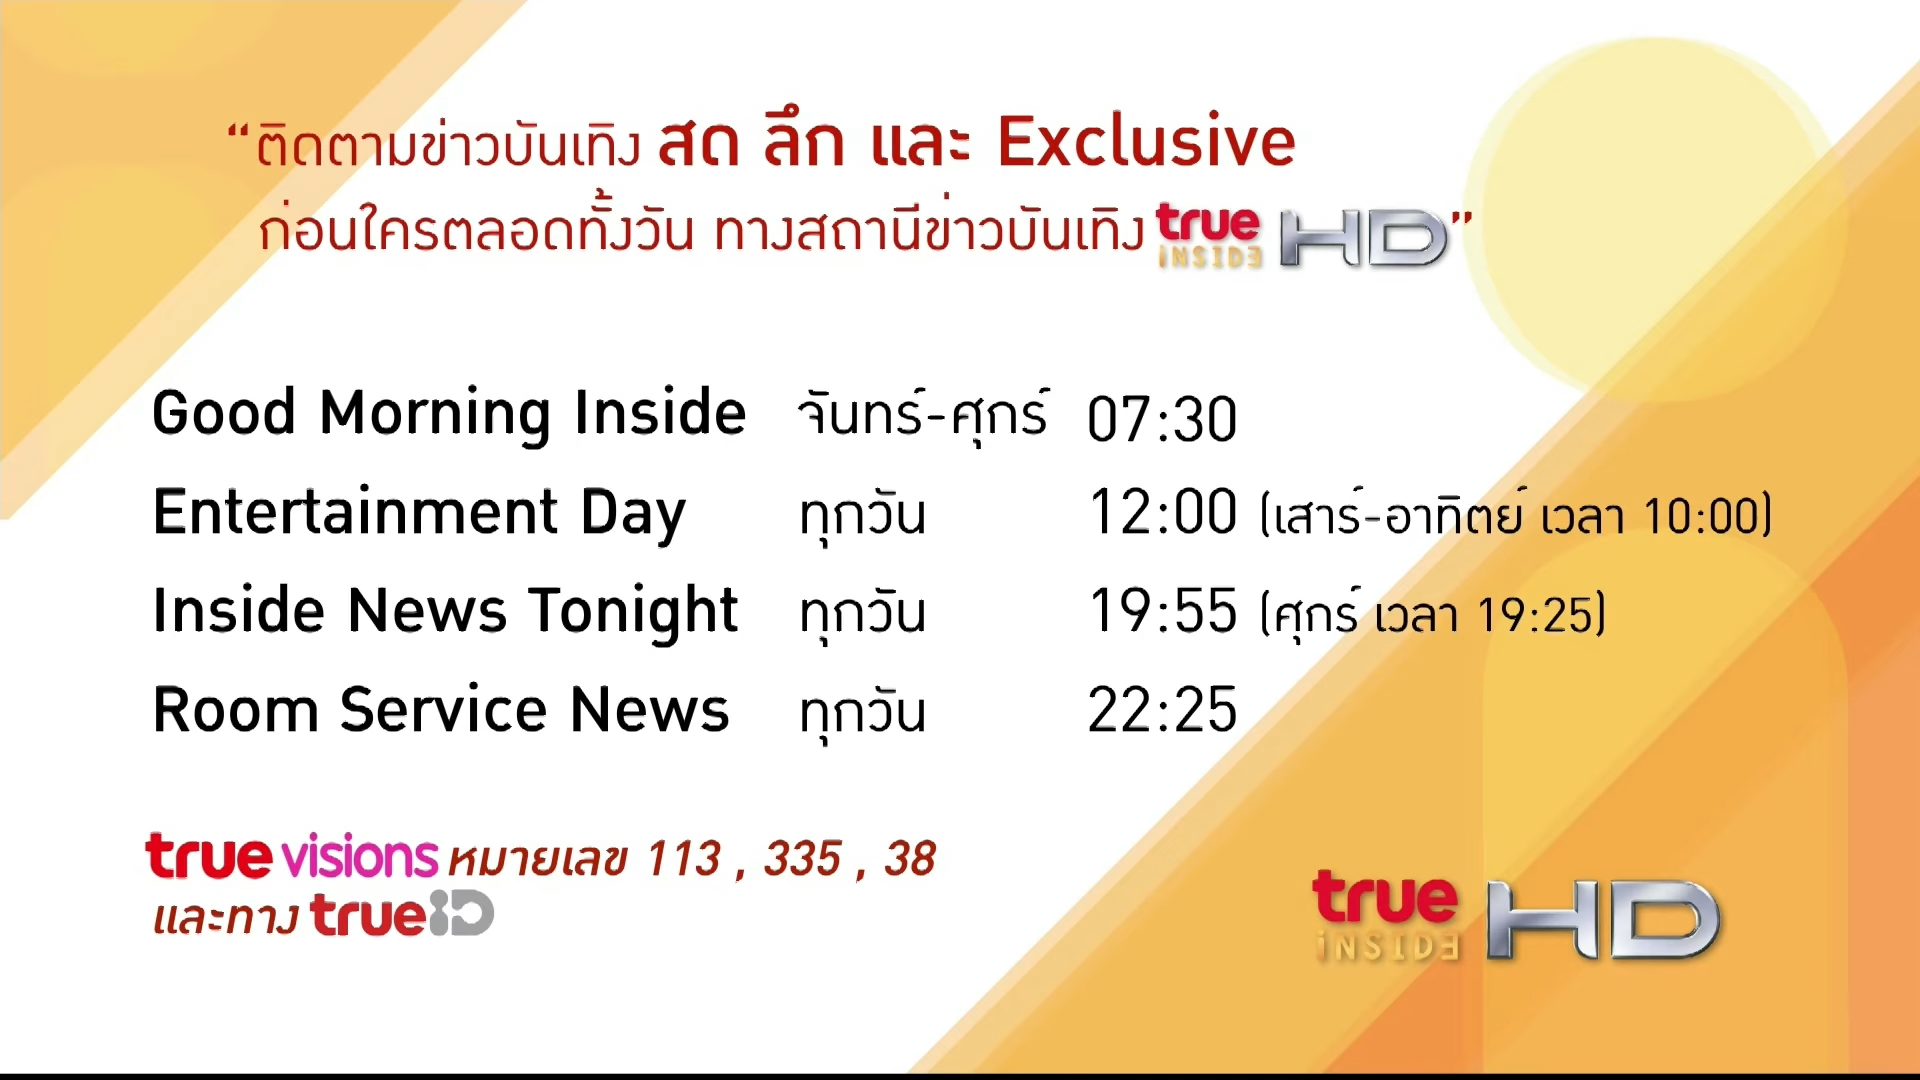 “ติดตามข่าวบันเทิง สด ลึก และ Exclusive
ก่อนใครตลอดทั้งวัน ทางสถานีข่าวบันเทิง true iNSIDE HD”
Good Morning Inside จันทร์-ศุกร์ 07:30
Entertainment Day ทุกวัน 12:00 (เสาร์-อาทิตย์ เวลา 10:00)
Inside News Tonight ทุกวัน 19:55 (ศุกร์ เวลา 19:25)
Room Service News ทุกวัน 22:25
true visions หมายเลข 113 , 335 , 38
และทาง true iD
true iNSIDE HD